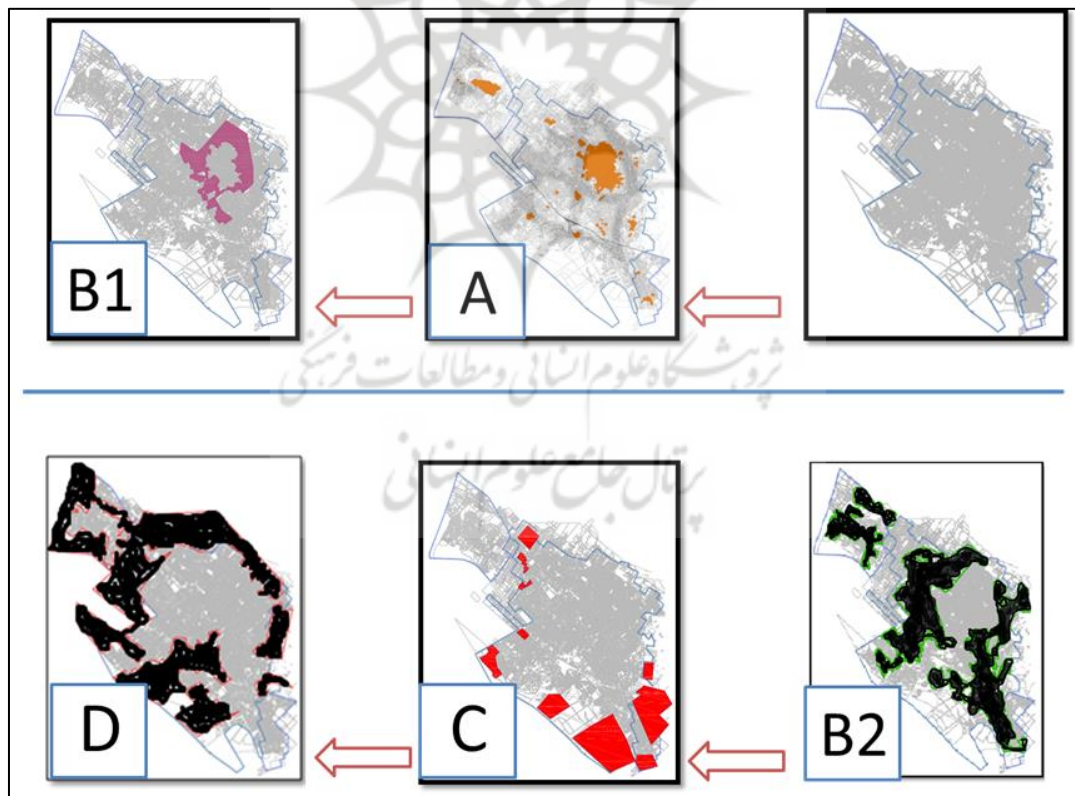 B1
A
پژوهشگاه علوم انسانی و مطالعات فرهنگی
پرتال جامع علوم انسانی
D
C
B2